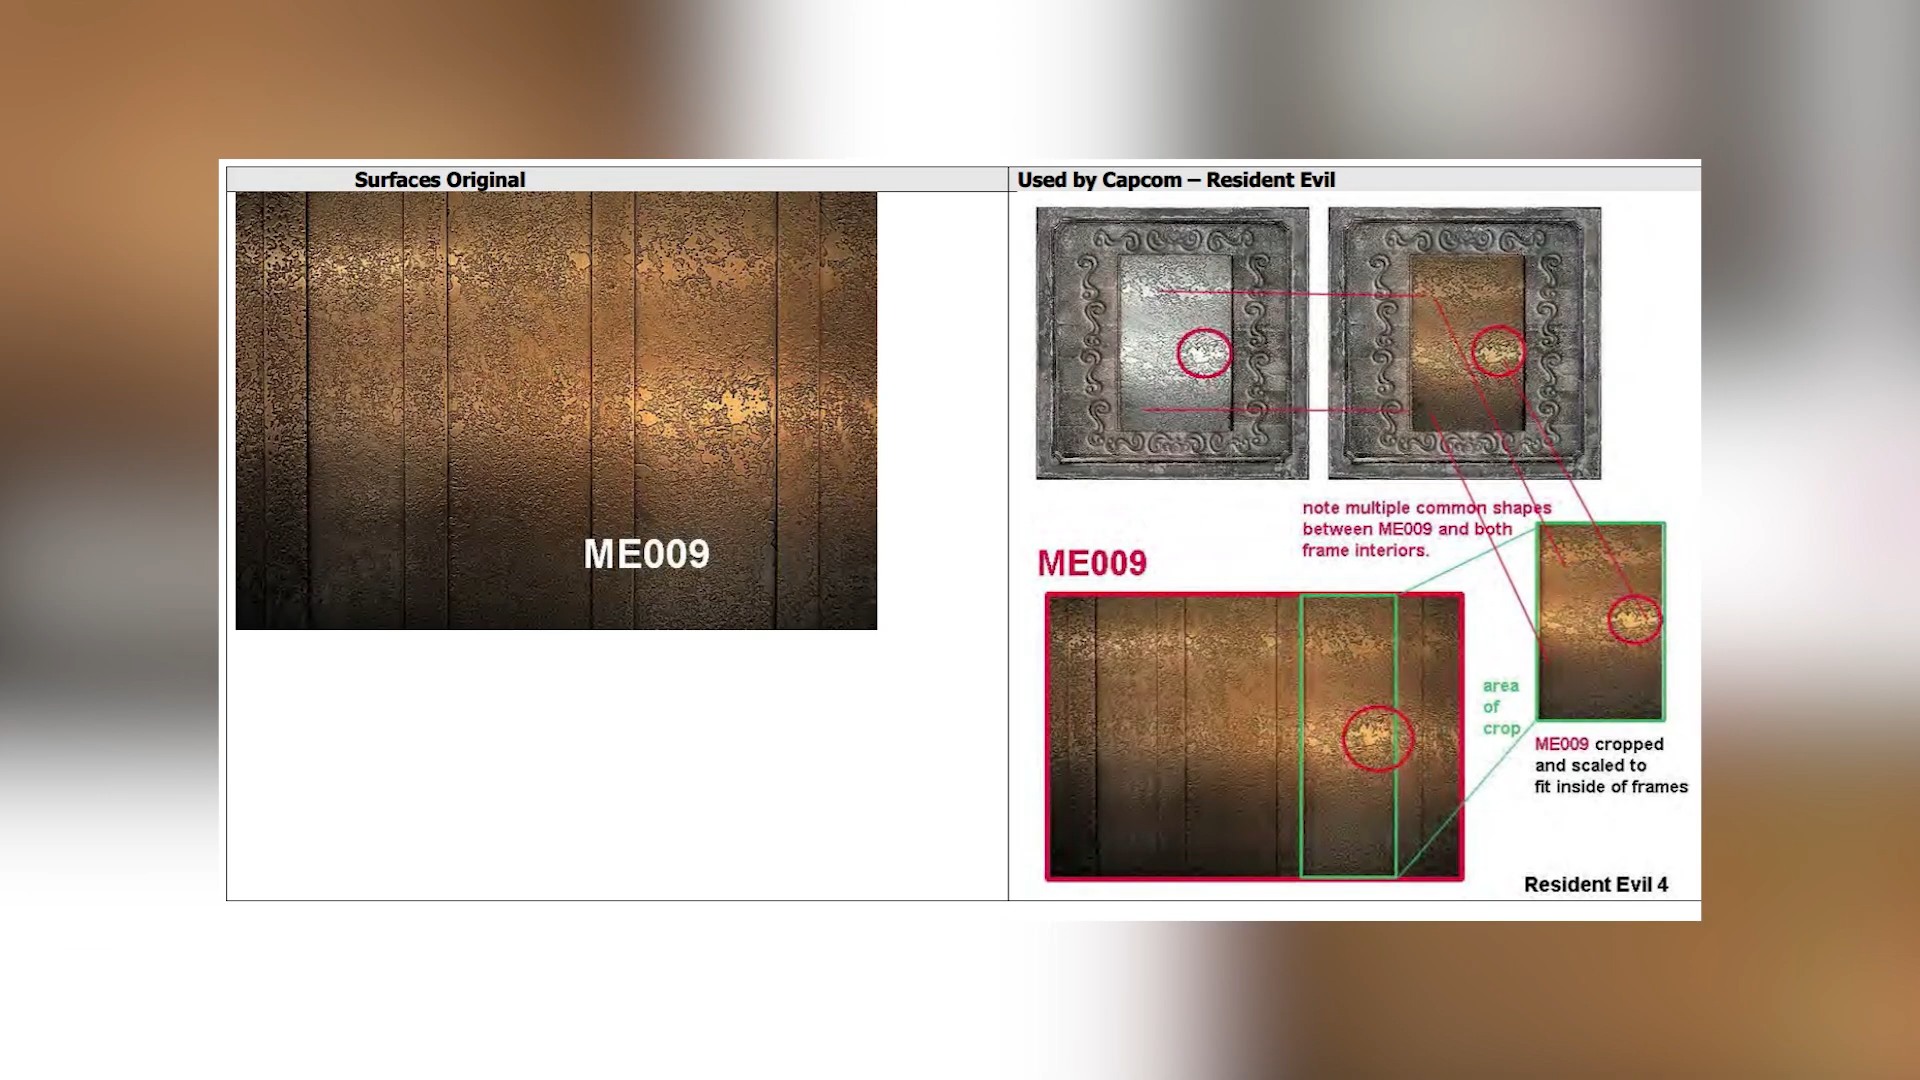 Surfaces Original
Used by Capcom – Resident Evil
ME009
note multiple common shapes
between ME009 and both
frame interiors.
ME009
area
of
crop
ME009 cropped
and scaled to
fit inside of frames
Resident Evil 4